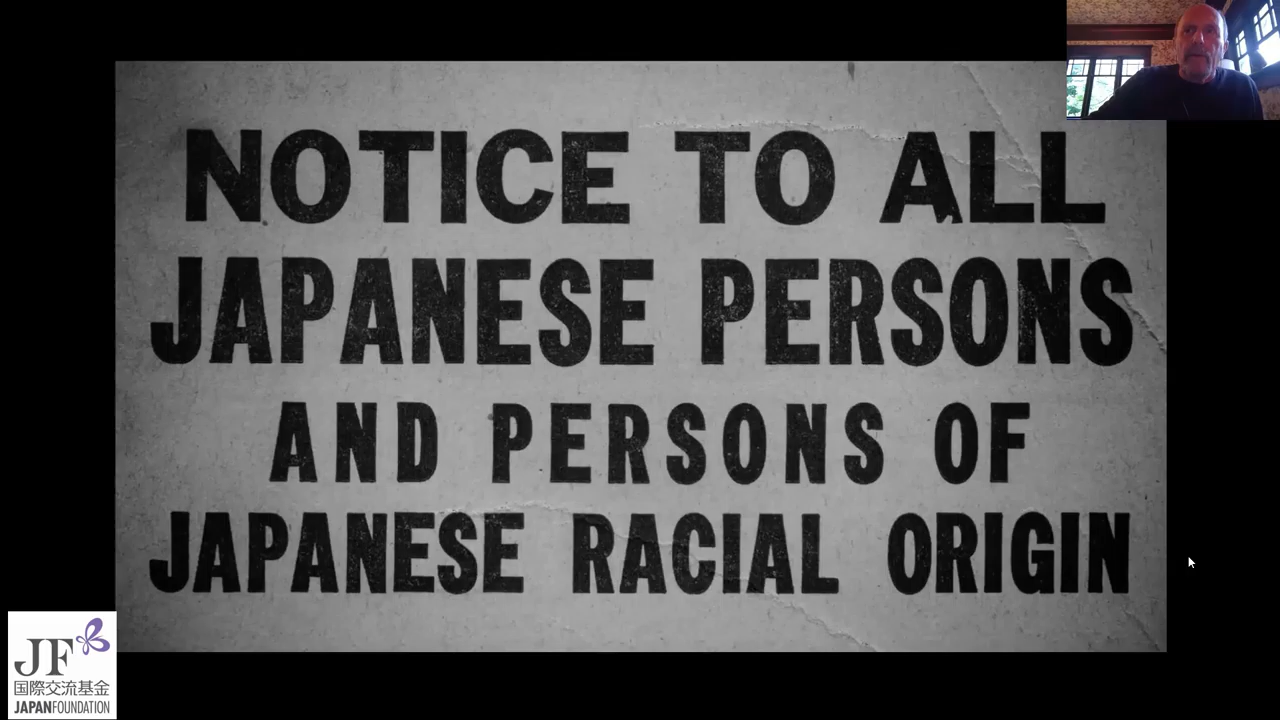 NOTICE TO ALL
JAPANESE PERSONS
AND PERSONS OF
JAPANESE RACIAL ORIGIN
JF
国際交流基金
JAPANFOUNDATION